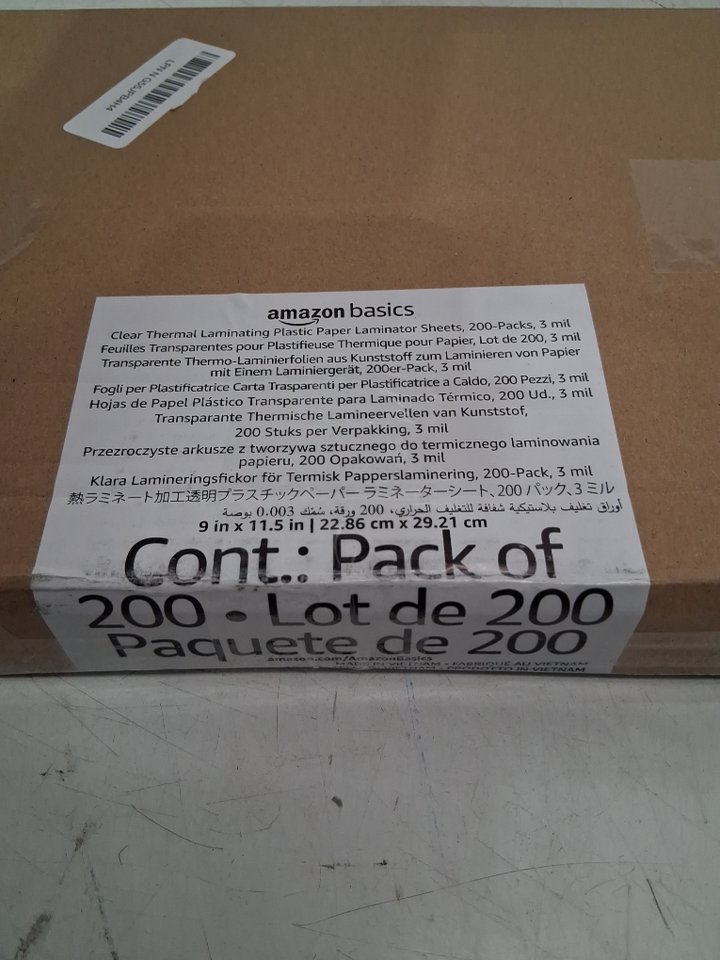 amazon basics
Clear Thermal Laminating Plastic Paper Laminator Sheets, 200-Packs, 3 mil
Feuilles Transparentes pour Plastifieuse Thermique pour Papier, Lot de 200, 3 mil
Transparente Thermo-Laminierfolien aus Kunststoff zum Laminieren von Papier
mit Einem Laminiergerät, 200er-Pack, 3 mil
Fogli per Plastificatrice Carta Trasparenti per Plastificatrice a Caldo, 200 Pezzi, 3 mil
Hojas de Papel Plástico Transparente para Laminado Térmico, 200 Ud., 3 mil
Transparante Thermische Lamineervellen van Kunststof,
200 Stuks per Verpakking, 3 mil
Przezroczyste arkusze z tworzywa sztucznego do termicznego laminowania
papieru, 200 Opakowań, 3 mil
Klara Lamineringsfickor för Termisk Papperslaminering, 200-Pack, 3 mil
熱ラミネート加工透明プラスチックペーパー ラミネーターシート、200 パック、3 ミル
أوراق تغليف بلاستيكية شفافة للتغليف الحراري، 200 ورقة، سُمك 0.003 بوصة
9 in x 11.5 in | 22.86 cm x 29.21 cm
Cont.: Pack of
200 • Lot de 200
Paquete de 200
amazon.com/AmazonBasics
MADE IN VIETNAM - FABRIQUÉ AU VIETNAM
VIETNAM - PRODOTTO IN VIETNAM